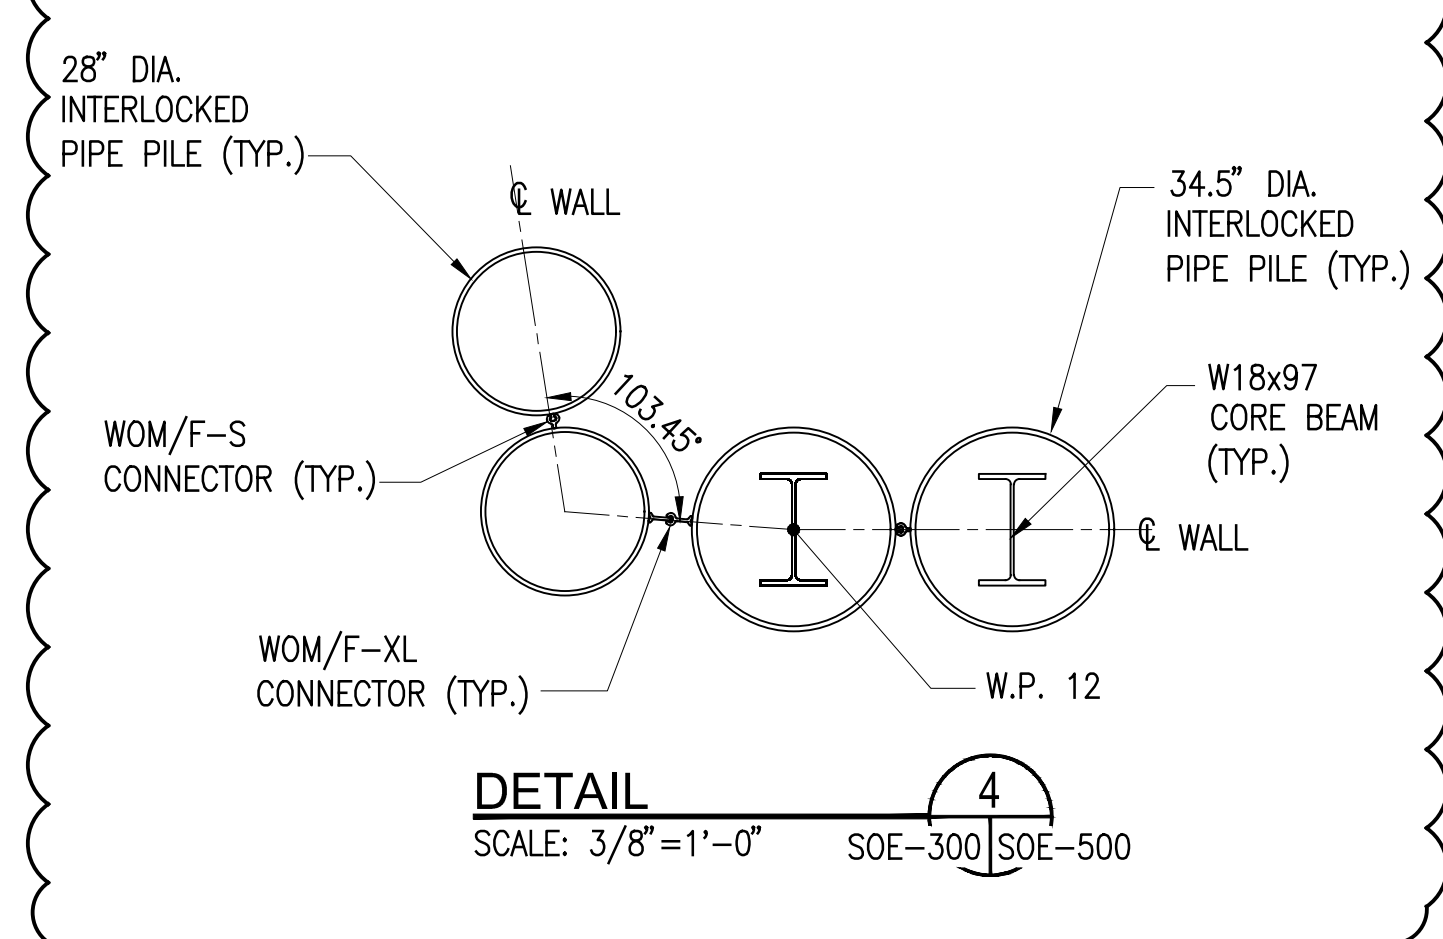 28" DIA.
INTERLOCKED
PIPE PILE (TYP.)
℄ WALL
34.5" DIA.
INTERLOCKED
PIPE PILE (TYP.)
103.45°
W18x97
CORE BEAM
(TYP.)
WOM/F-S
CONNECTOR (TYP.)
℄ WALL
WOM/F-XL
CONNECTOR (TYP.)
W.P. 12
DETAIL
4
SCALE: 3/8"=1'-0"
SOE-300 SOE-500